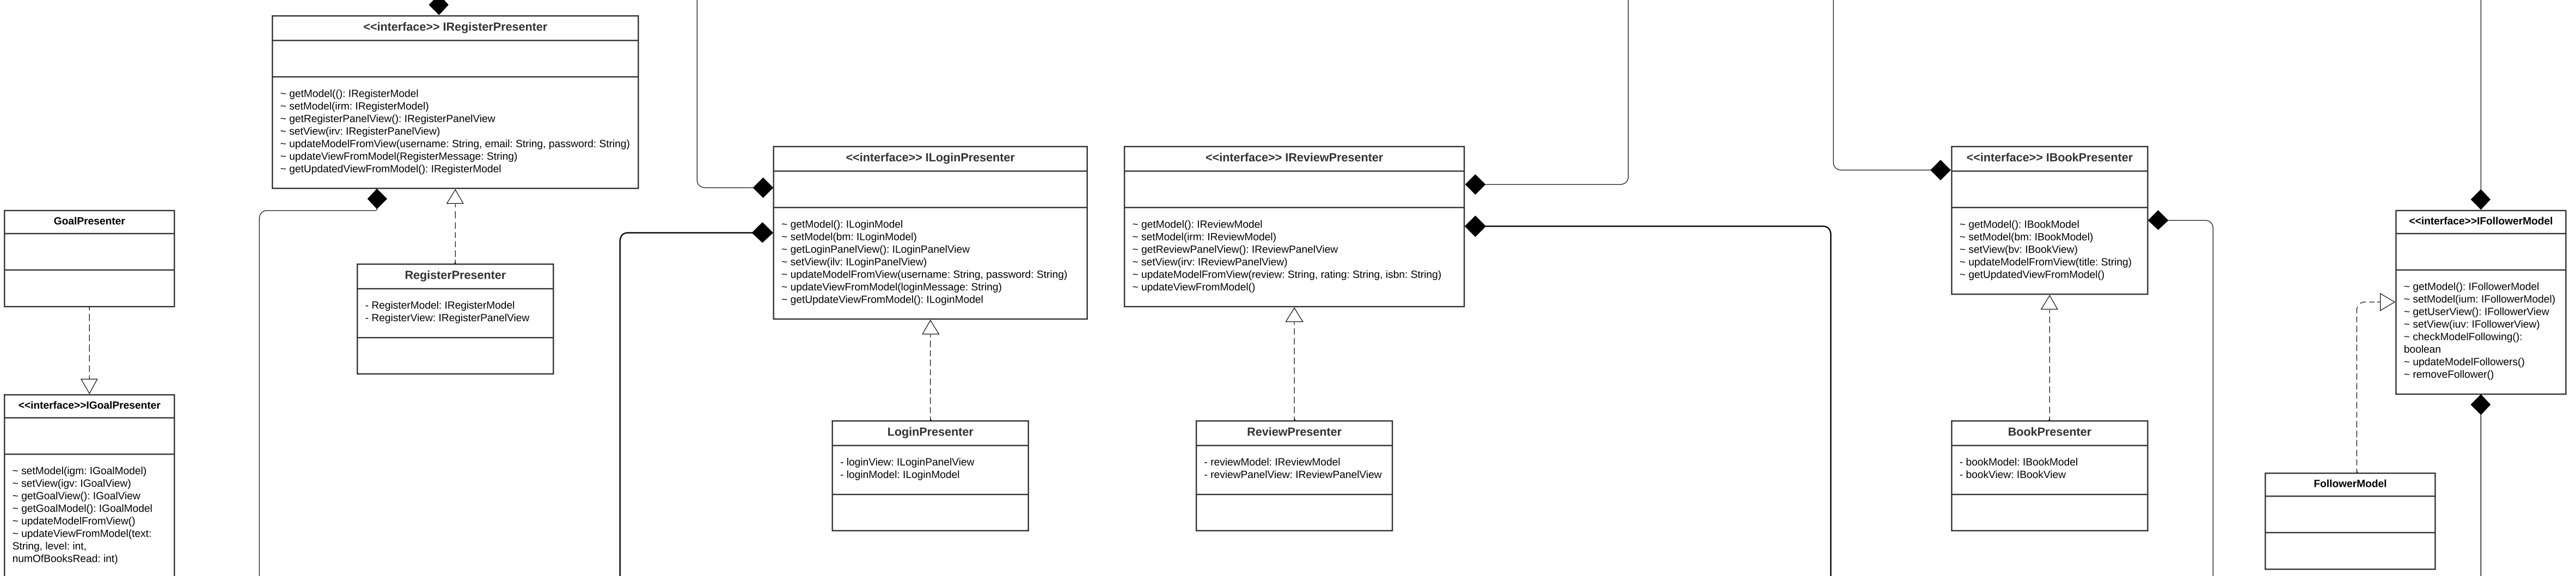 <<interface>> IRegisterPresenter
~ getModel((): IRegisterModel
~ setModel(irm: IRegisterModel)
~ getRegisterPanelView(): IRegisterPanelView
~ setView(irv: IRegisterPanelView)
~ updateModelFromView(username: String, email: String, password: String)
~ updateViewFromModel(RegisterMessage: String)
~ getUpdatedViewFromModel(): IRegisterModel
GoalPresenter
<<interface>>IGoalPresenter
~ setModel(igm: IGoalModel)
~ setView(igv: IGoalView)
~ getGoalView(): IGoalView
~ getGoalModel(): IGoalModel
~ updateModelFromView()
~ updateViewFromModel(text:
String, level: int,
numOfBooksRead: int)
RegisterPresenter
- RegisterModel: IRegisterModel
- RegisterView: IRegisterPanelView
<<interface>> ILoginPresenter
~ getModel(): ILoginModel
~ setModel(bm: ILoginModel)
~ getLoginPanelView(): ILoginPanelView
~ setView(ilv: ILoginPanelView)
~ updateModelFromView(username: String, password: String)
~ updateViewFromModel(loginMessage: String)
~ getUpdateViewFromModel(): ILoginModel
LoginPresenter
- loginView: ILoginPanelView
- loginModel: ILoginModel
<<interface>> IReviewPresenter
~ getModel(): IReviewModel
~ setModel(irm: IReviewModel)
~ getReviewPanelView(): IReviewPanelView
~ setView(irv: IReviewPanelView)
~ updateModelFromView(review: String, rating: String, isbn: String)
~ updateViewFromModel()
ReviewPresenter
- reviewModel: IReviewModel
- reviewPanelView: IReviewPanelView
<<interface>> IBookPresenter
~ getModel(): IBookModel
~ setModel(bm: IBookModel)
~ setView(bv: IBookView)
~ updateModelFromView(title: String)
~ getUpdatedViewFromModel()
BookPresenter
- bookModel: IBookModel
- bookView: IBookView
<<interface>>IFollowerModel
~ getModel(): IFollowerModel
~ setModel(ium: IFollowerModel)
~ getUserView(): IFollowerView
~ setView(iuv: IFollowerView)
~ checkModelFollowing():
boolean
~ updateModelFollowers()
~ removeFollower()
FollowerModel